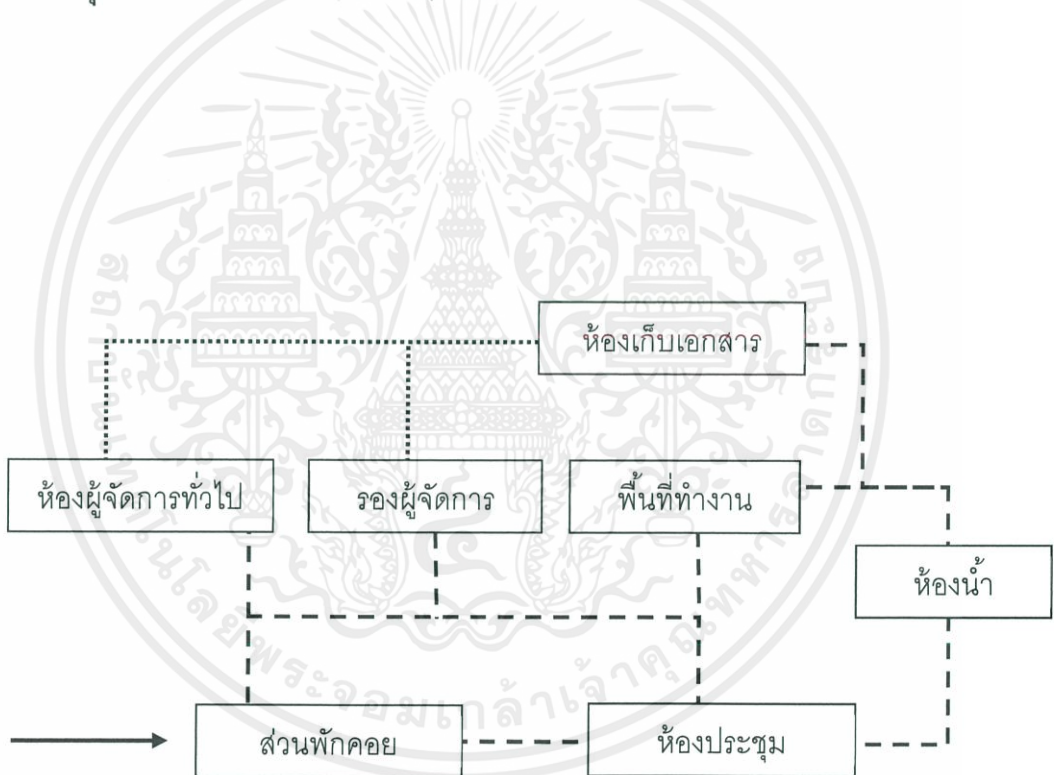 ห้องเก็บเอกสาร
ห้องผู้จัดการทั่วไป
รองผู้จัดการ
พื้นที่ทำงาน
ห้องน้ำ
ส่วนพักคอย
ห้องประชุม